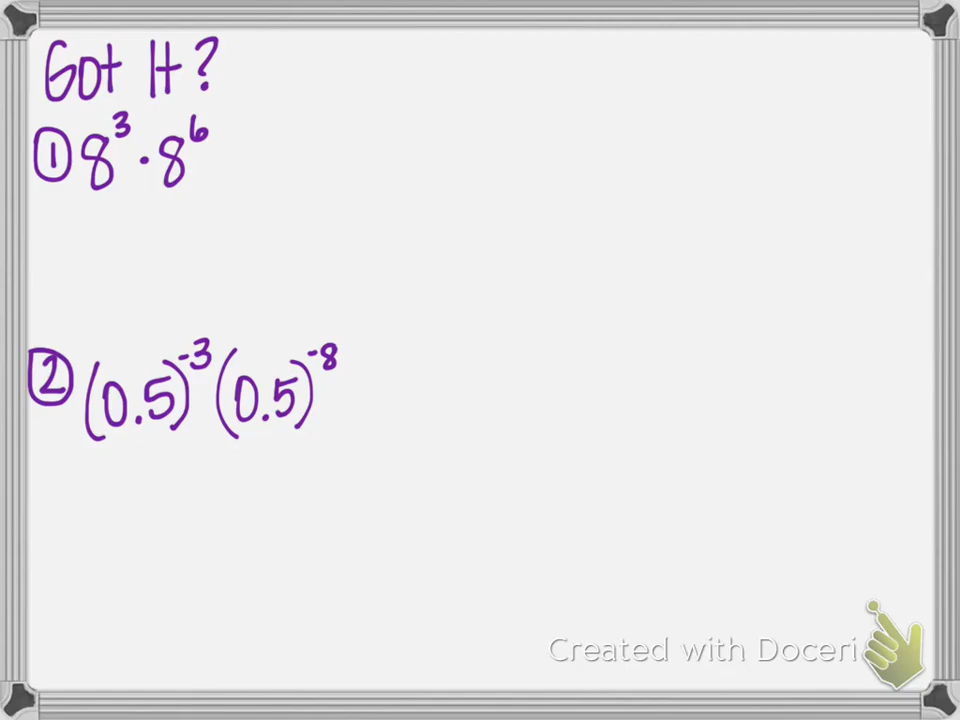 Got It?
① 8³ · 8⁶
② (0.5)⁻³ (0.5)⁻⁸
Created with Doceri